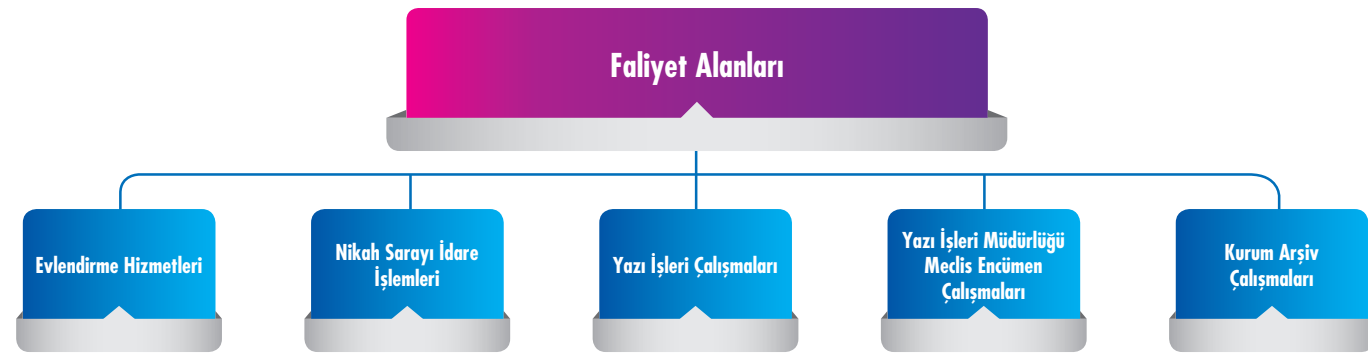 Faliyet Alanları
Evlendirme Hizmetleri
Nikah Sarayı İdare
İşlemleri
Yazı İşleri Çalışmaları
Yazı İşleri Müdürlüğü
Meclis Encümen
Çalışmaları
Kurum Arşiv
Çalışmaları